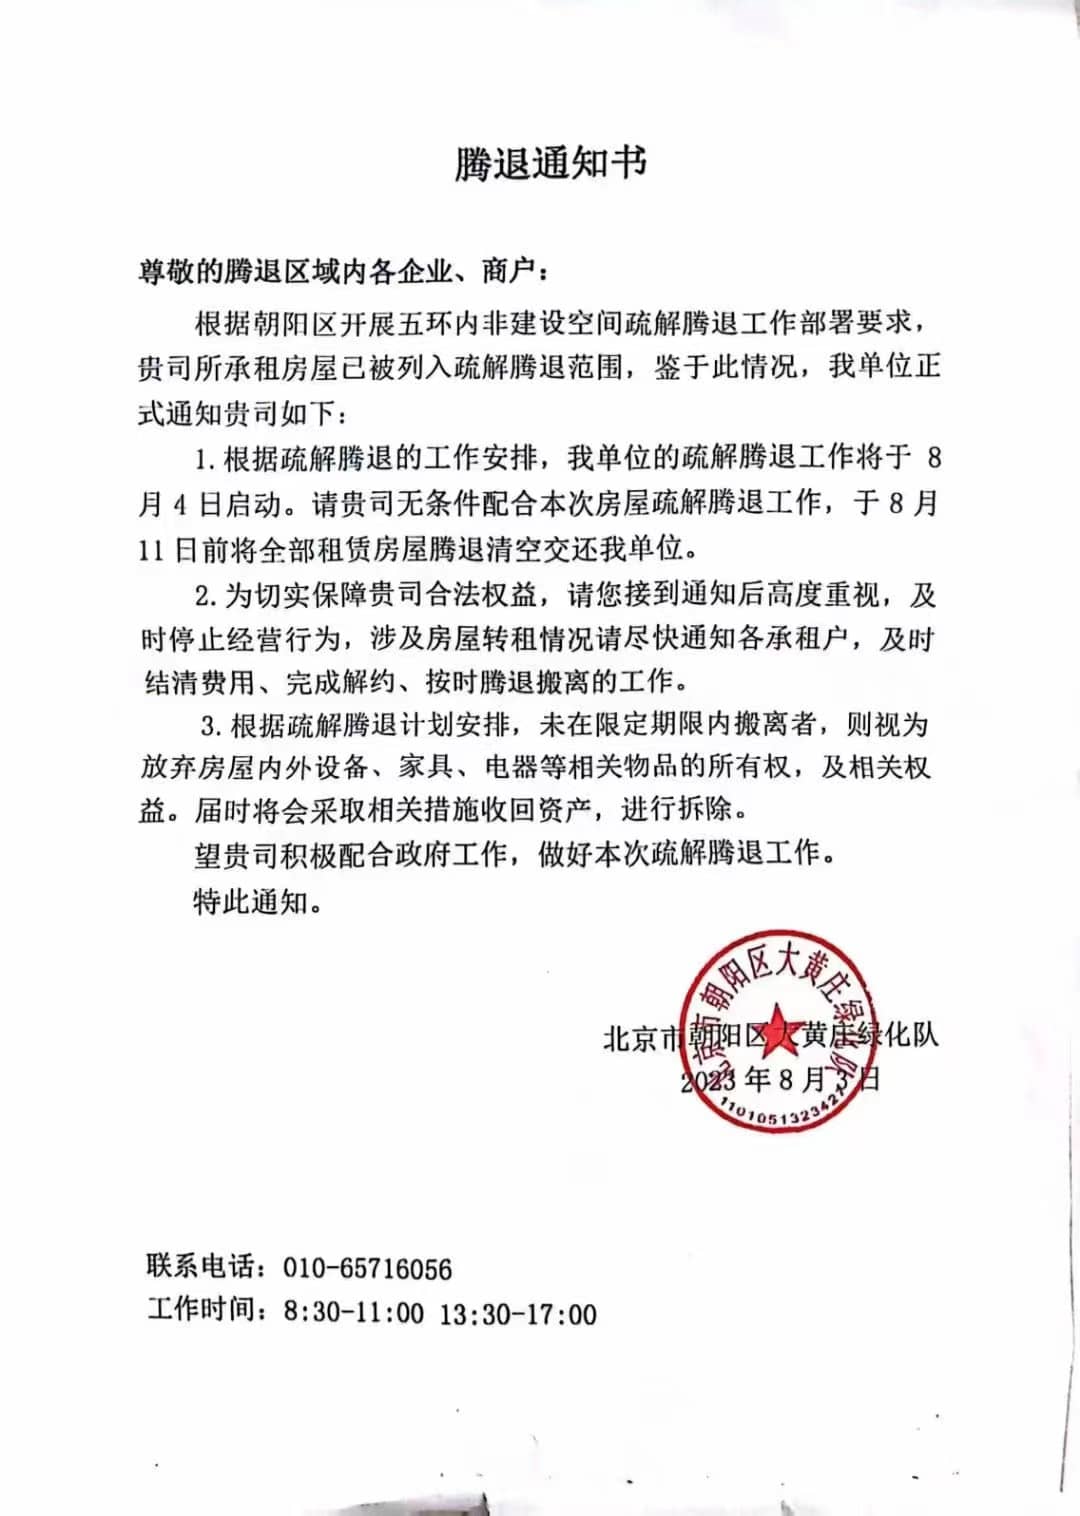 腾退通知书
尊敬的腾退区域内各企业、商户：
根据朝阳区开展五环内非建设空间疏解腾退工作部署要求，
贵司所承租房屋已被列入疏解腾退范围，鉴于此情况，我单位正
式通知贵司如下：
1.根据疏解腾退的工作安排，我单位的疏解腾退工作将于 8
月 4 日启动。请贵司无条件配合本次房屋疏解腾退工作，于 8 月
11 日前将全部租赁房屋腾退清空交还我单位。
2.为切实保障贵司合法权益，请您接到通知后高度重视，及
时停止经营行为，涉及房屋转租情况请尽快通知各承租户，及时
结清费用、完成解约、按时腾退搬离的工作。
3.根据疏解腾退计划安排，未在限定期限内搬离者，则视为
放弃房屋内外设备、家具、电器等相关物品的所有权，及相关权
益。届时将会采取相关措施收回资产，进行拆除。
望贵司积极配合政府工作，做好本次疏解腾退工作。
特此通知。
北京市朝阳区大黄庄绿化队
北京市朝阳区大黄庄绿化队
2023 年 8 月 3 日
1101051323427
联系电话：010-65716056
工作时间：8:30-11:00 13:30-17:00